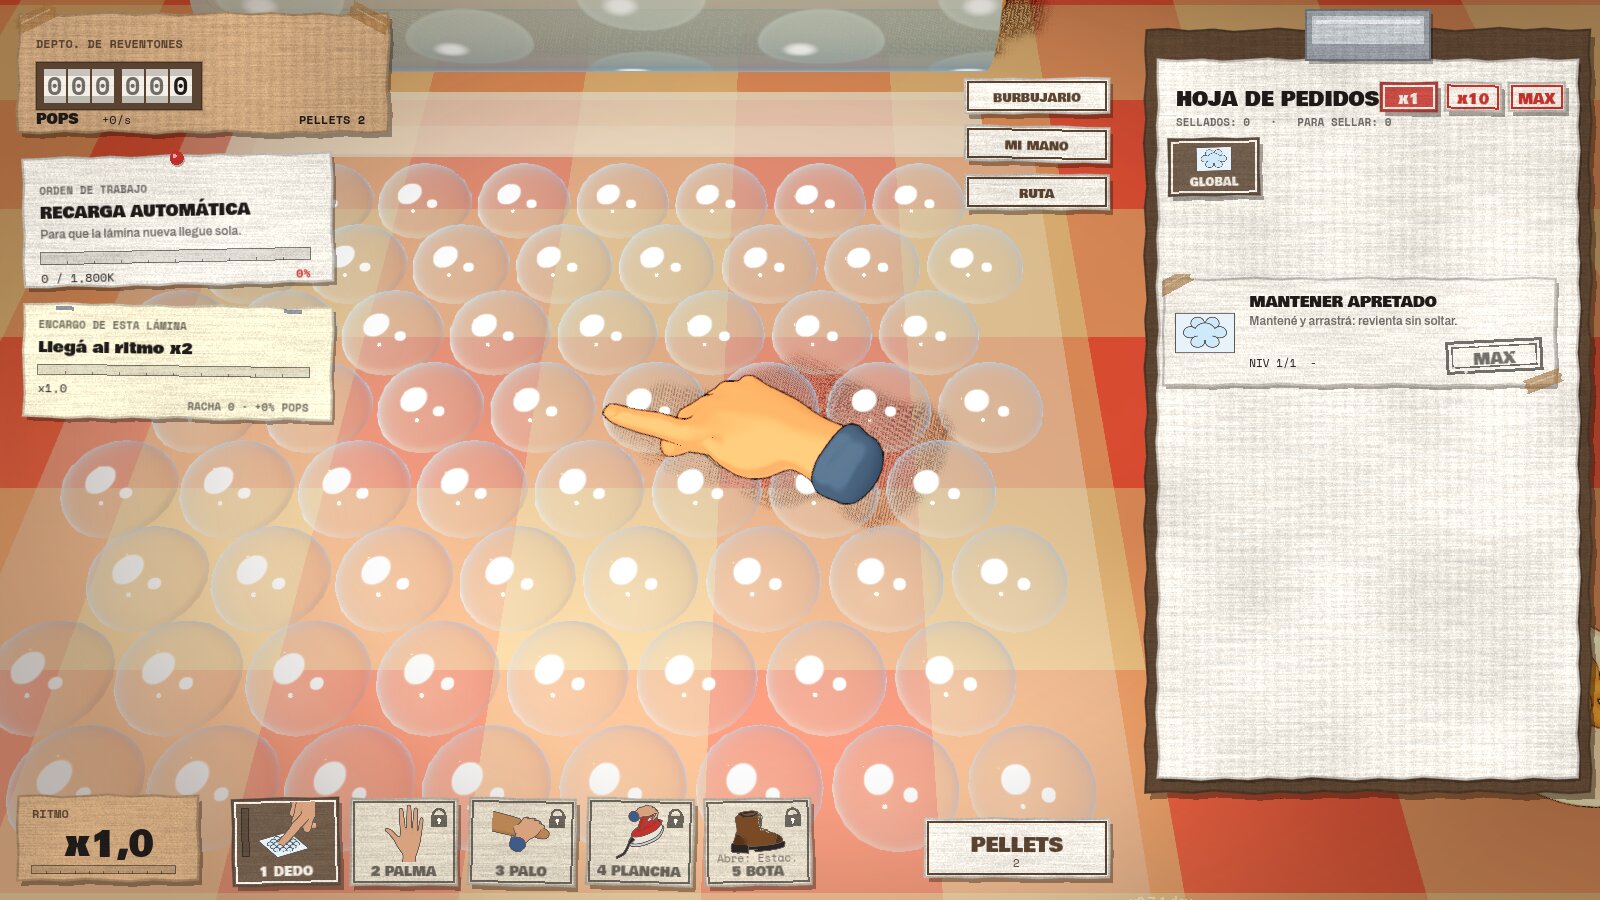 DEPTO. DE REVENTONES
000 000
POPS +0/s PELLETS 2
ORDEN DE TRABAJO
RECARGA AUTOMÁTICA
Para que la lámina nueva llegue sola.
0 / 1.800K 0%
ENCARGO DE ESTA LÁMINA
Llegá al ritmo x2
x1,0
RACHA 0 · +0% POPS
BURBUJARIO
MI MANO
RUTA
HOJA DE PEDIDOS x1 x10 MAX
SELLADOS: 0 · PARA SELLAR: 0
GLOBAL
MANTENER APRETADO
Mantené y arrastrá: revienta sin soltar.
NIV 1/1 - MAX
RITMO
x1,0
1 DEDO
2 PALMA
3 PALO
4 PLANCHA
Abre: Estac.
5 BOTA
PELLETS
2